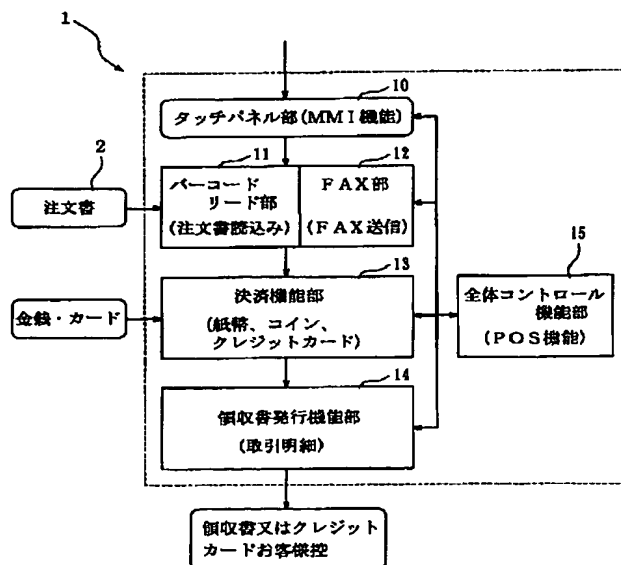 1
10
タッチパネル部(MMI機能)
2
11
12
注文書
バーコード
リード部
(注文書読込み)
FAX部
(FAX送信)
13
15
金銭・カード
決済機能部
(紙幣、コイン、
クレジットカード)
全体コントロール
機能部
(POS機能)
14
領収書発行機能部
(取引明細)
領収書又はクレジット
カードお客様控